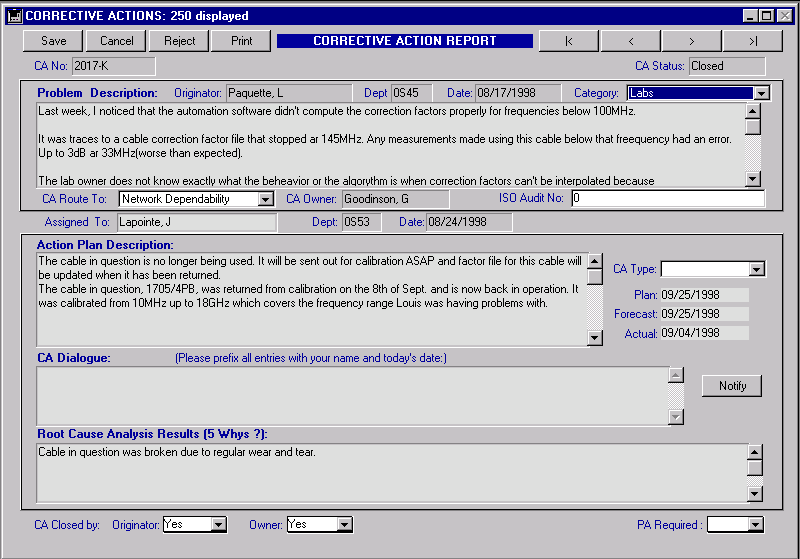 CORRECTIVE ACTIONS: 250 displayed
Save Cancel Reject Print CORRECTIVE ACTION REPORT |< < > >|
CA No: 2017-K CA Status: Closed
Problem Description: Originator: Paquette, L Dept 0S45 Date: 08/17/1998 Category: Labs
Last week, I noticed that the automation software didn't compute the correction factors properly for frequencies below 100MHz.
It was traces to a cable correction factor file that stopped ar 145MHz. Any measurements made using this cable below that freequency had an error.
Up to 3dB ar 33MHz(worse than expected).
The lab owner does not know exactly what the beheavior or the algorythm is when correction factors can't be interpolated because
CA Route To: Network Dependability CA Owner: Goodinson, G ISO Audit No: 0
Assigned To: Lapointe, J Dept: 0S53 Date: 08/24/1998
Action Plan Description:
The cable in question is no longer being used. It will be sent out for calibration ASAP and factor file for this cable will
be updated when it has been returned.
The cable in question, 1705/4PB, was returned from calibration on the 8th of Sept. and is now back in operation. It
was calibrated from 10MHz up to 18GHz which covers the frequency range Louis was having problems with.
CA Type:
Plan: 09/25/1998
Forecast: 09/25/1998
Actual: 09/04/1998
CA Dialogue: (Please prefix all entries with your name and today's date:)
Notify
Root Cause Analysis Results (5 Whys ?):
Cable in question was broken due to regular wear and tear.
CA Closed by: Originator: Yes Owner: Yes PA Required :